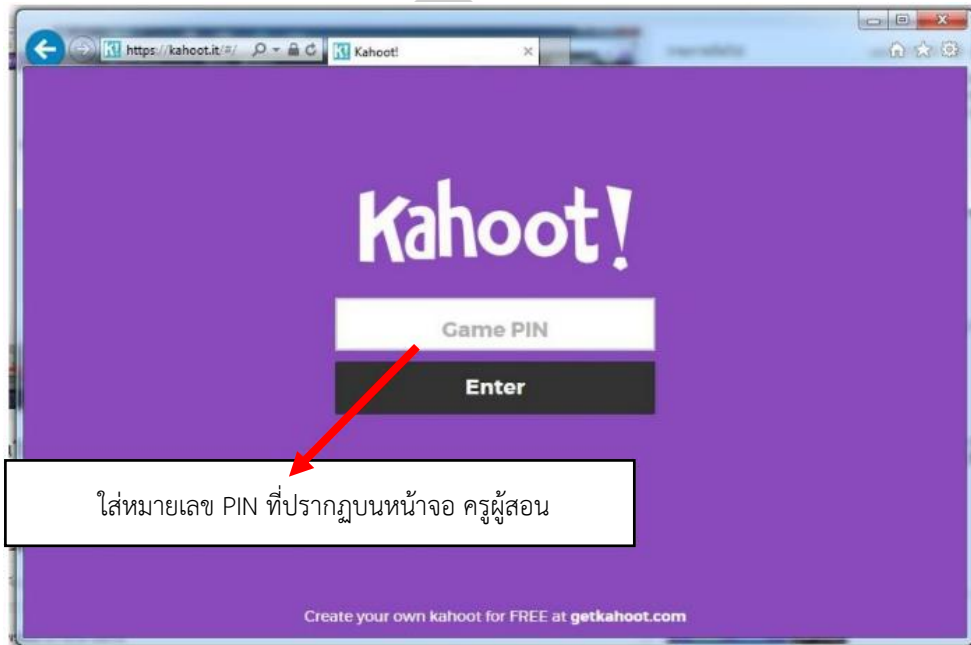 https://kahoot.it/#/
Kahoot!
Kahoot!
Game PIN
Enter
ใส่หมายเลข PIN ที่ปรากฏบนหน้าจอ ครูผู้สอน
Create your own kahoot for FREE at getkahoot.com